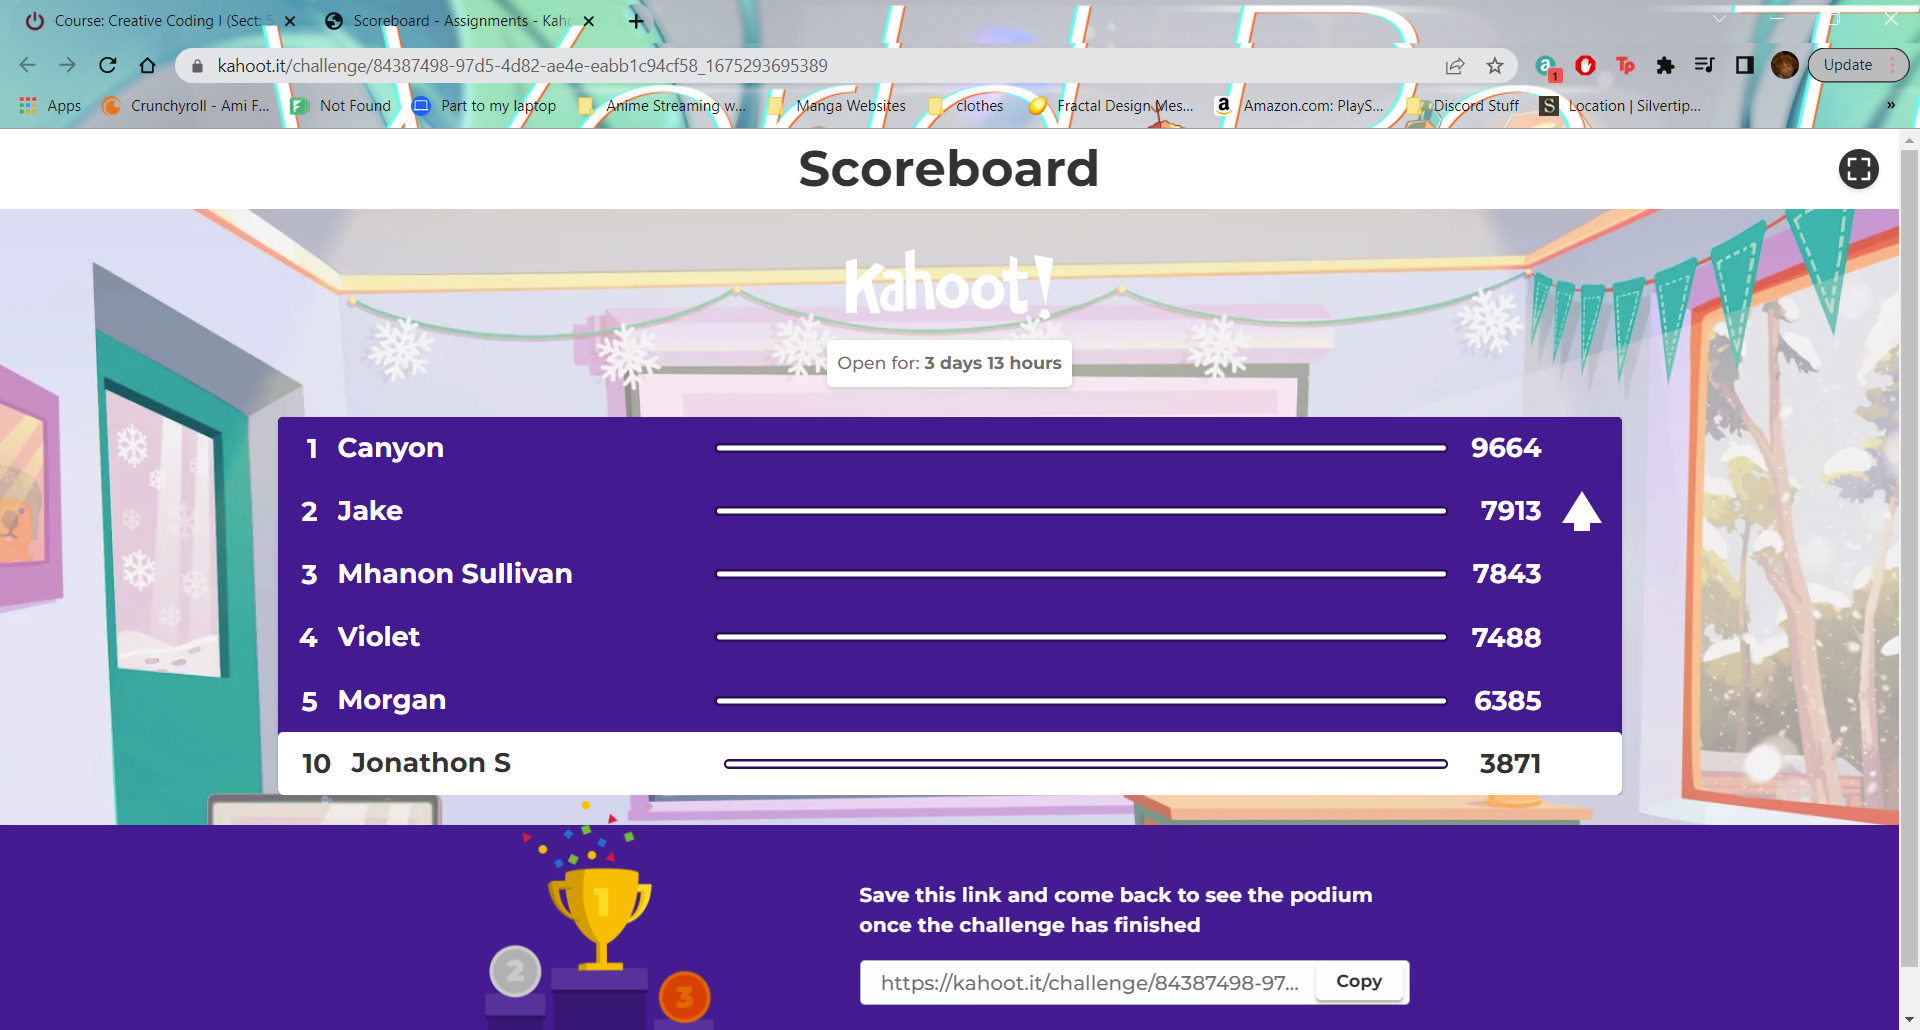 Course: Creative Coding I (Sect: 5
Scoreboard - Assignments - Kaho
kahoot.it/challenge/84387498-97d5-4d82-ae4e-eabb1c94cf58_1675293695389
a 1
Tp
Update
Apps
Crunchyroll - Ami F...
Not Found
Part to my laptop
Anime Streaming w...
Manga Websites
clothes
Fractal Design Mes...
a Amazon.com: PlayS...
Discord Stuff
S Location | Silvertip...
»
Scoreboard
Kahoot!
Open for: 3 days 13 hours
1 Canyon 9664
2 Jake 7913
3 Mhanon Sullivan 7843
4 Violet 7488
5 Morgan 6385
10 Jonathon S 3871
1
2
3
Save this link and come back to see the podium
once the challenge has finished
https://kahoot.it/challenge/84387498-97... Copy